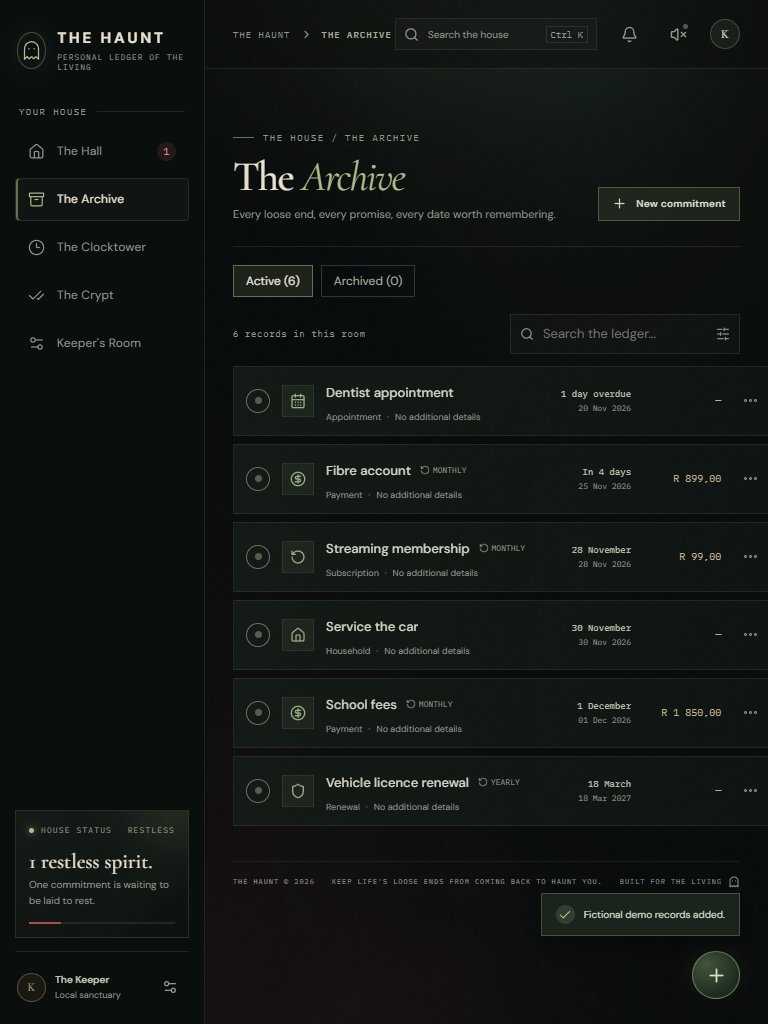 THE HAUNT
PERSONAL LEDGER OF THE
LIVING
YOUR HOUSE
The Hall 1
The Archive
The Clocktower
The Crypt
Keeper's Room
HOUSE STATUS RESTLESS
1 restless spirit.
One commitment is waiting to
be laid to rest.
K The Keeper
Local sanctuary
THE HAUNT > THE ARCHIVE
Search the house Ctrl K
K
THE HOUSE / THE ARCHIVE
The Archive
Every loose end, every promise, every date worth remembering.
+ New commitment
Active (6) Archived (0)
6 records in this room
Search the ledger...
Dentist appointment 1 day overdue –
Appointment · No additional details 20 Nov 2026
Fibre account MONTHLY In 4 days R 899,00
Payment · No additional details 25 Nov 2026
Streaming membership MONTHLY 28 November R 99,00
Subscription · No additional details 28 Nov 2026
Service the car 30 November –
Household · No additional details 30 Nov 2026
School fees MONTHLY 1 December R 1 850,00
Payment · No additional details 01 Dec 2026
Vehicle licence renewal YEARLY 18 March –
Renewal · No additional details 18 Mar 2027
THE HAUNT © 2026 KEEP LIFE'S LOOSE ENDS FROM COMING BACK TO HAUNT YOU. BUILT FOR THE LIVING
Fictional demo records added.
+